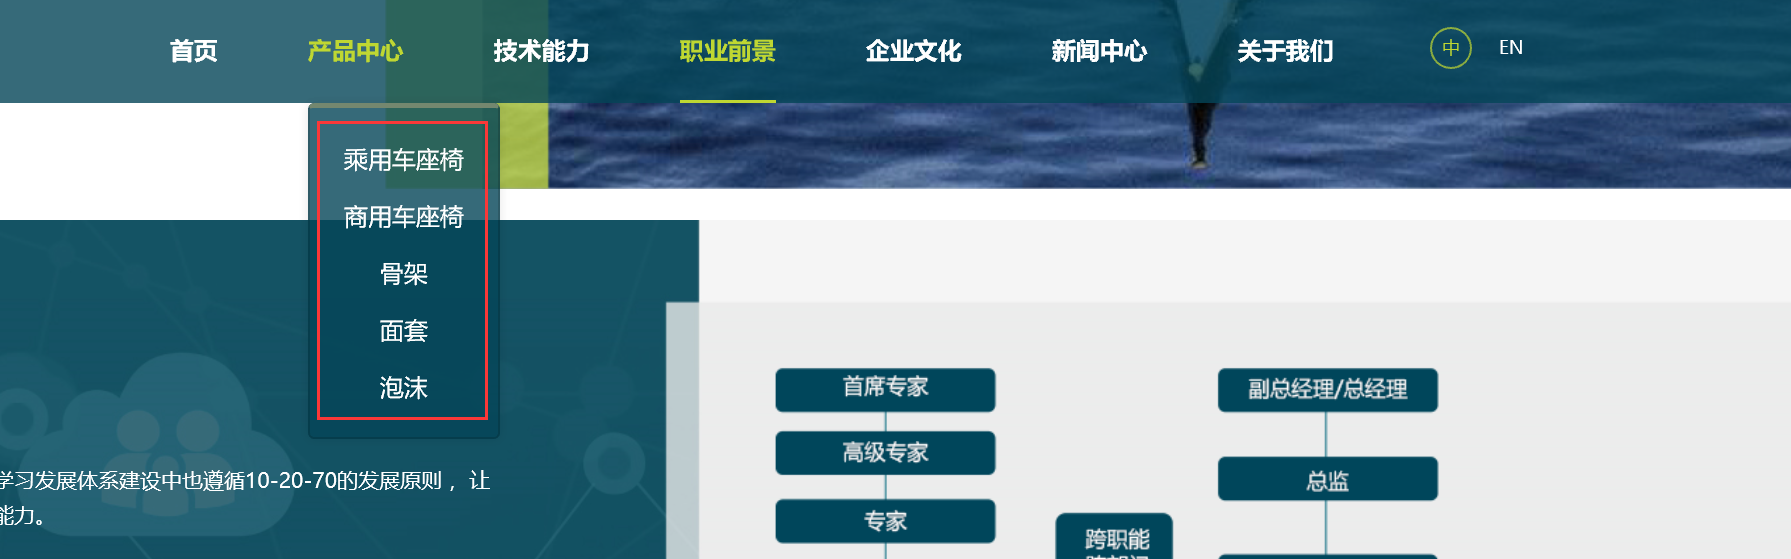 首页 产品中心 技术能力 职业前景 企业文化 新闻中心 关于我们 中 EN
乘用车座椅
商用车座椅
骨架
面套
泡沫
学习发展体系建设中也遵循10-20-70的发展原则，让
能力。
首席专家
高级专家
专家
跨职能
副总经理/总经理
总监